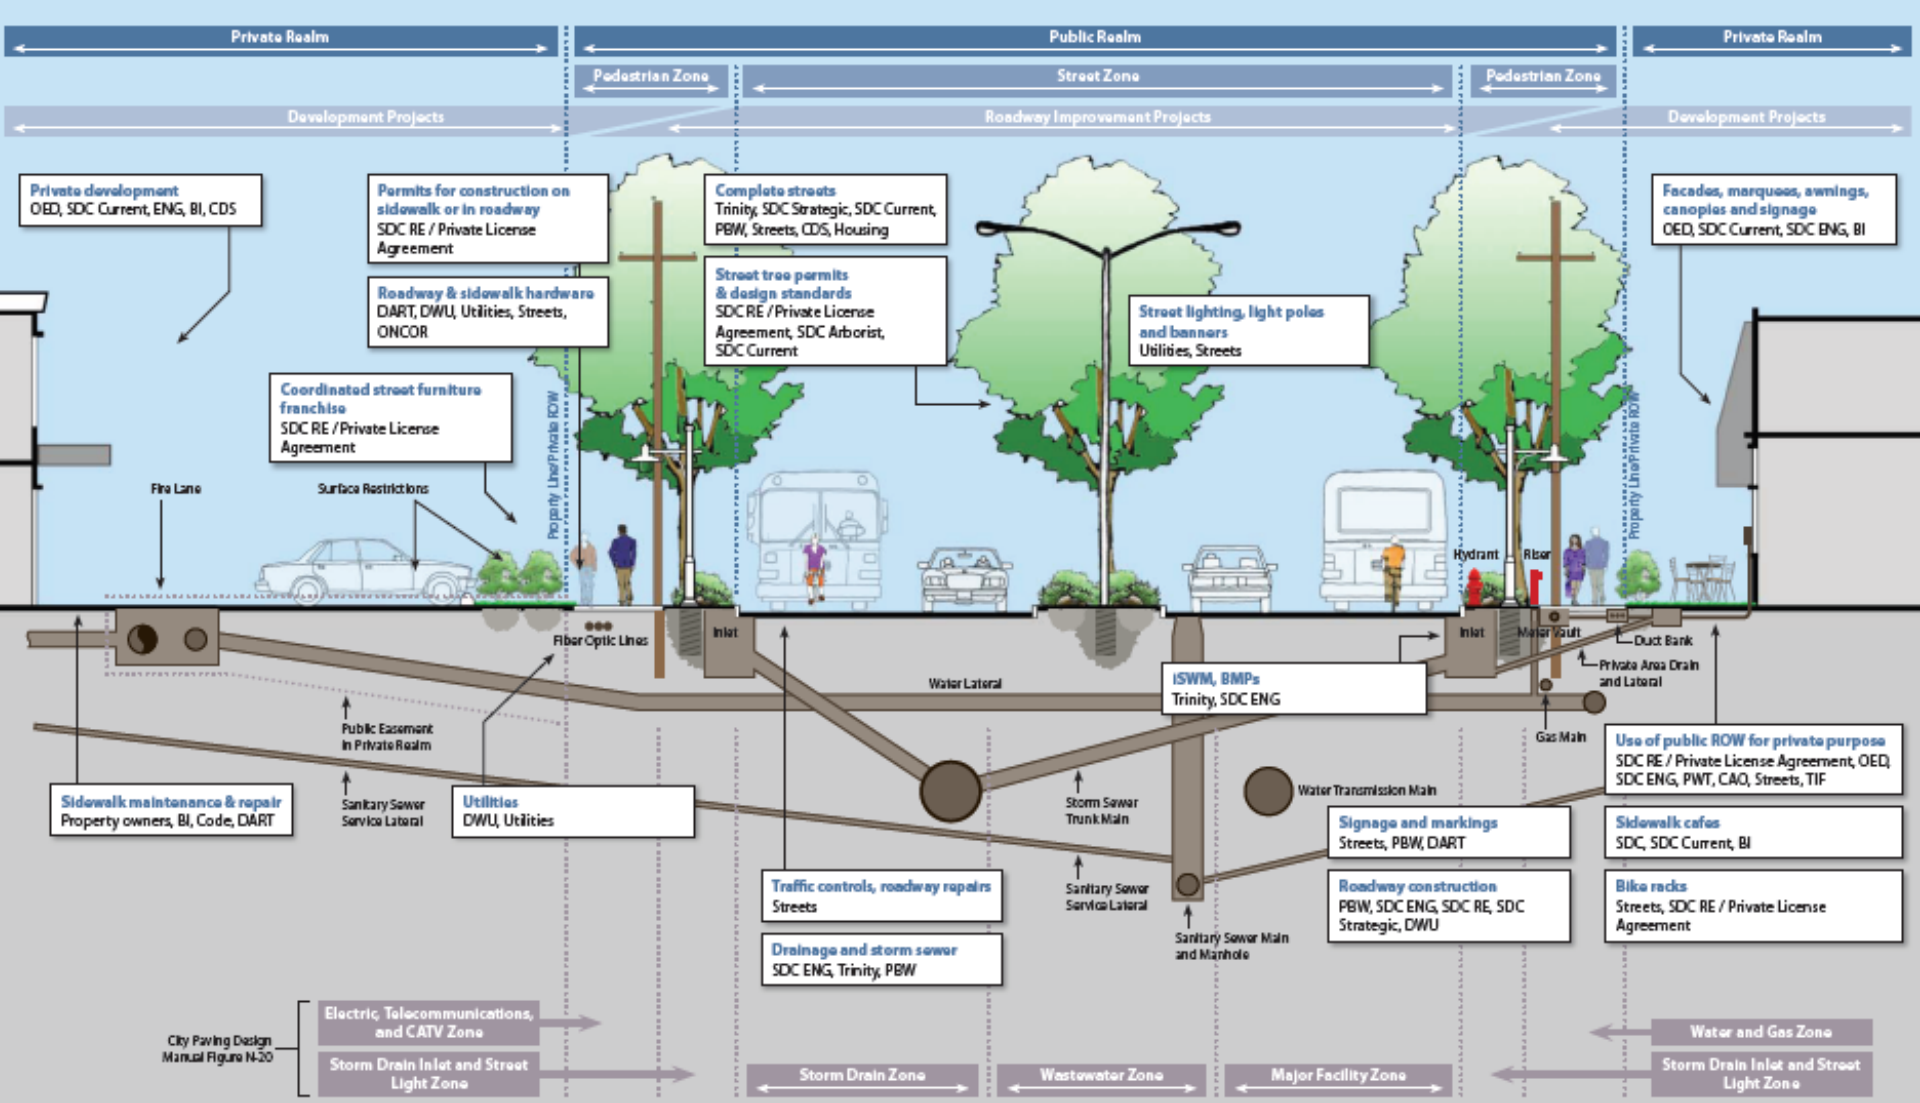 Private Realm
Public Realm
Private Realm
Pedestrian Zone
Street Zone
Pedestrian Zone
Development Projects
Roadway Improvement Projects
Development Projects
Private development
OED, SDC Current, ENG, BI, CDS
Permits for construction on
sidewalk or in roadway
SDC RE / Private License
Agreement
Roadway & sidewalk hardware
DART, DWU, Utilities, Streets,
ONCOR
Coordinated street furniture
franchise
SDC RE / Private License
Agreement
Complete streets
Trinity, SDC Strategic, SDC Current,
PBW, Streets, CDS, Housing
Street tree permits
& design standards
SDC RE / Private License
Agreement, SDC Arborist,
SDC Current
Street lighting, light poles
and banners
Utilities, Streets
Facades, marquees, awnings,
canopies and signage
OED, SDC Current, SDC ENG, BI
Property Line/Private ROW
Property Line/Private ROW
Fire Lane
Surface Restrictions
Hydrant
Riser
Fiber Optic Lines
Inlet
Inlet
Meter Vault
Duct Bank
Private Area Drain
and Lateral
Water Lateral
iSWM, BMPs
Trinity, SDC ENG
Gas Main
Public Easement
in Private Realm
Sanitary Sewer
Service Lateral
Sidewalk maintenance & repair
Property owners, BI, Code, DART
Utilities
DWU, Utilities
Storm Sewer
Trunk Main
Water Transmission Main
Use of public ROW for private purpose
SDC RE / Private License Agreement, OED,
SDC ENG, PWT, CAO, Streets, TIF
Signage and markings
Streets, PBW, DART
Sidewalk cafes
SDC, SDC Current, BI
Traffic controls, roadway repairs
Streets
Sanitary Sewer
Service Lateral
Roadway construction
PBW, SDC ENG, SDC RE, SDC
Strategic, DWU
Bike racks
Streets, SDC RE / Private License
Agreement
Drainage and storm sewer
SDC ENG, Trinity, PBW
Sanitary Sewer Main
and Manhole
City Paving Design
Manual Figure N-20
Electric, Telecommunications,
and CATV Zone
Storm Drain Inlet and Street
Light Zone
Storm Drain Zone
Wastewater Zone
Major Facility Zone
Water and Gas Zone
Storm Drain Inlet and Street
Light Zone